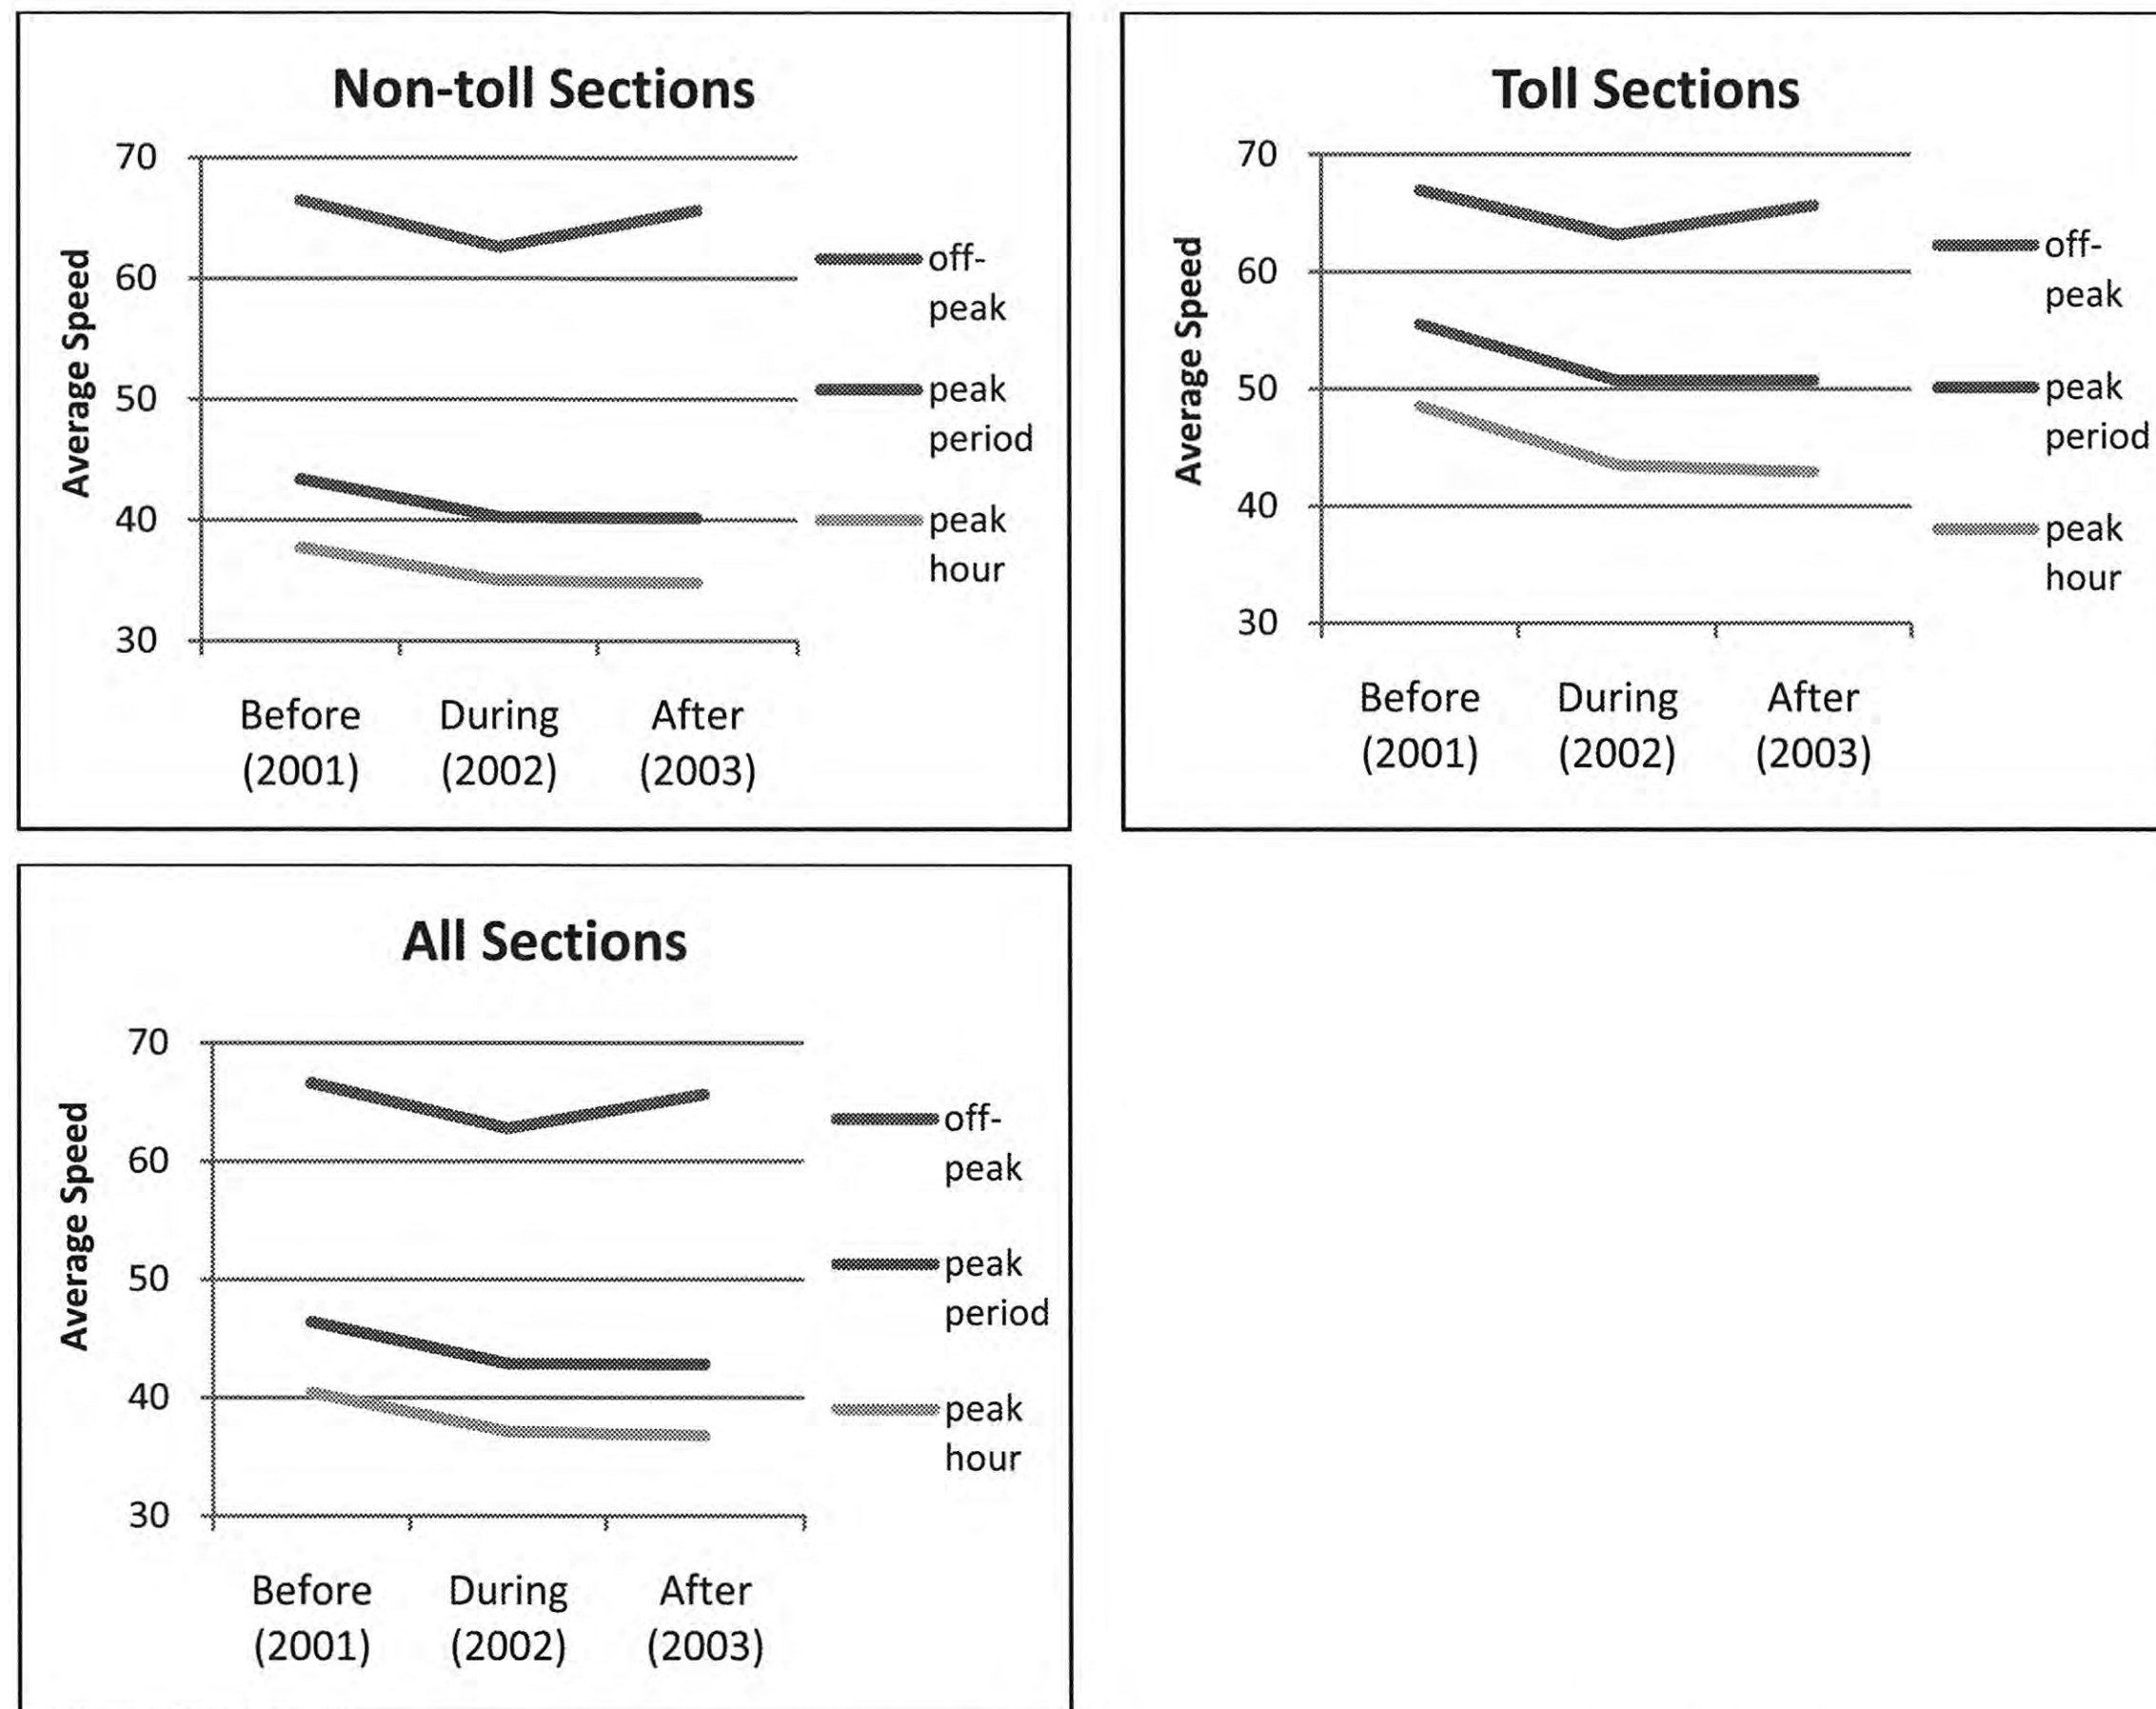 Non-toll Sections
Average Speed
70
60
50
40
30
off-
peak
peak
period
peak
hour
Before
(2001)
During
(2002)
After
(2003)
Toll Sections
Average Speed
70
60
50
40
30
off-
peak
peak
period
peak
hour
Before
(2001)
During
(2002)
After
(2003)
All Sections
Average Speed
70
60
50
40
30
off-
peak
peak
period
peak
hour
Before
(2001)
During
(2002)
After
(2003)